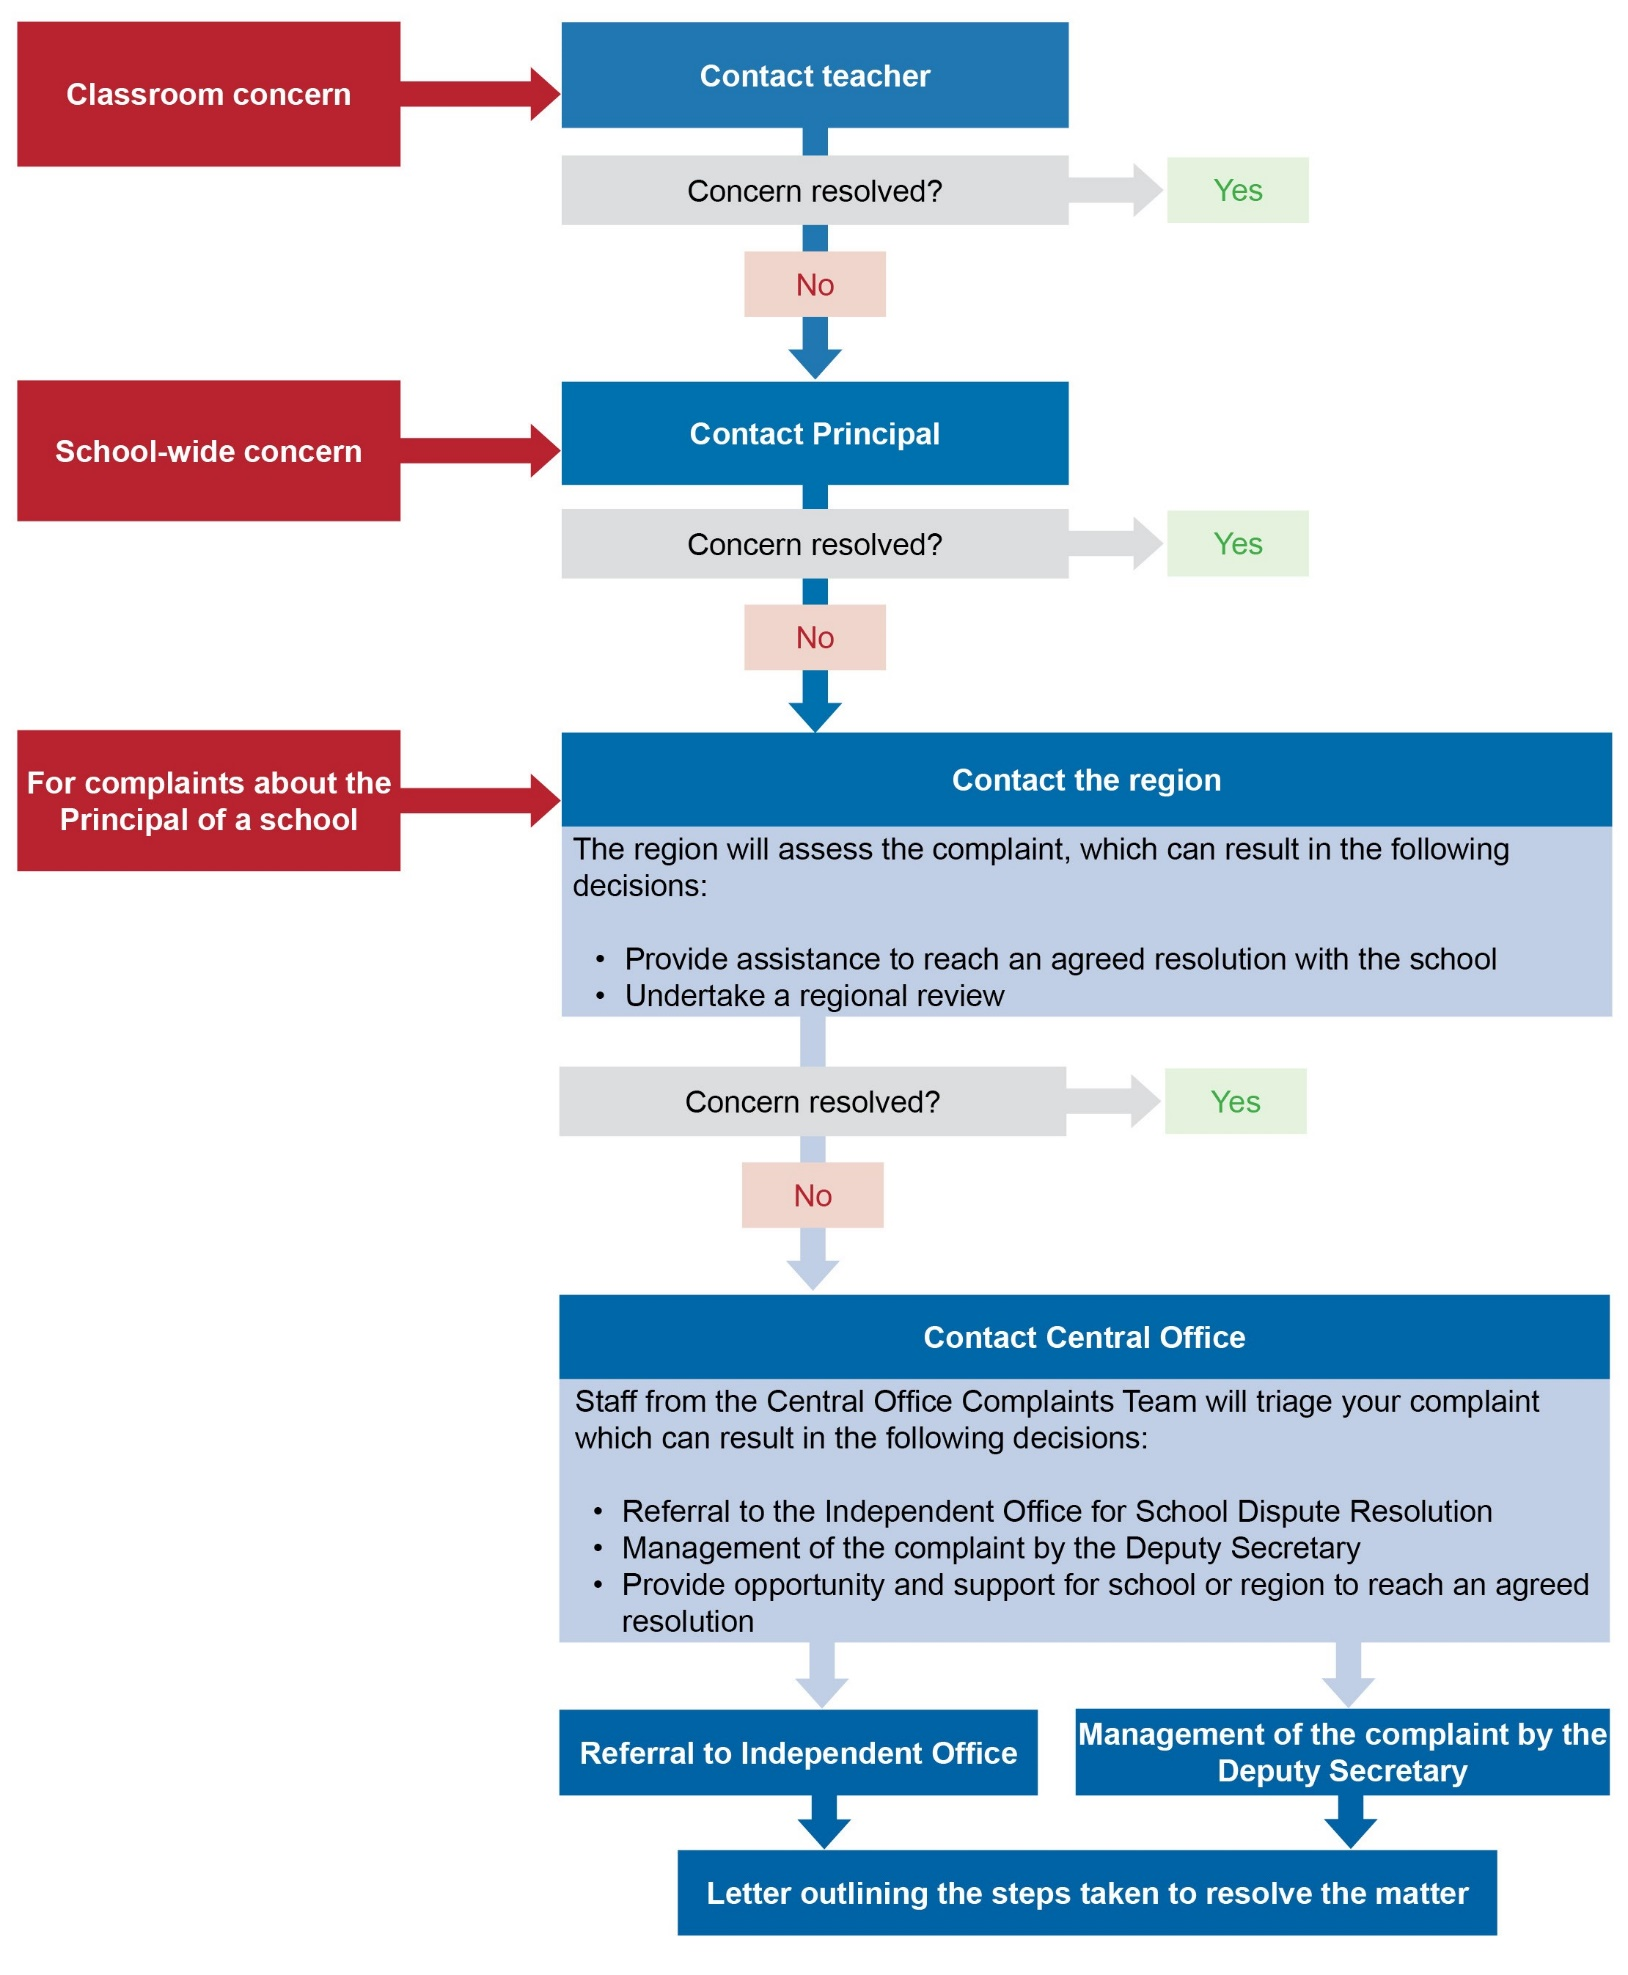 Classroom concern
Contact teacher
Concern resolved?
Yes
No
School-wide concern
Contact Principal
Concern resolved?
Yes
No
For complaints about the
Principal of a school
Contact the region
The region will assess the complaint, which can result in the following
decisions:
• Provide assistance to reach an agreed resolution with the school
• Undertake a regional review
Concern resolved?
Yes
No
Contact Central Office
Staff from the Central Office Complaints Team will triage your complaint
which can result in the following decisions:
• Referral to the Independent Office for School Dispute Resolution
• Management of the complaint by the Deputy Secretary
• Provide opportunity and support for school or region to reach an agreed
resolution
Referral to Independent Office
Management of the complaint by the
Deputy Secretary
Letter outlining the steps taken to resolve the matter